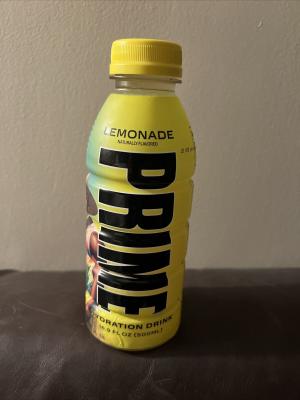 LEMONADE
NATURALLY FLAVORED
PRIME
HYDRATION DRINK
16.9 FL OZ (500ML)